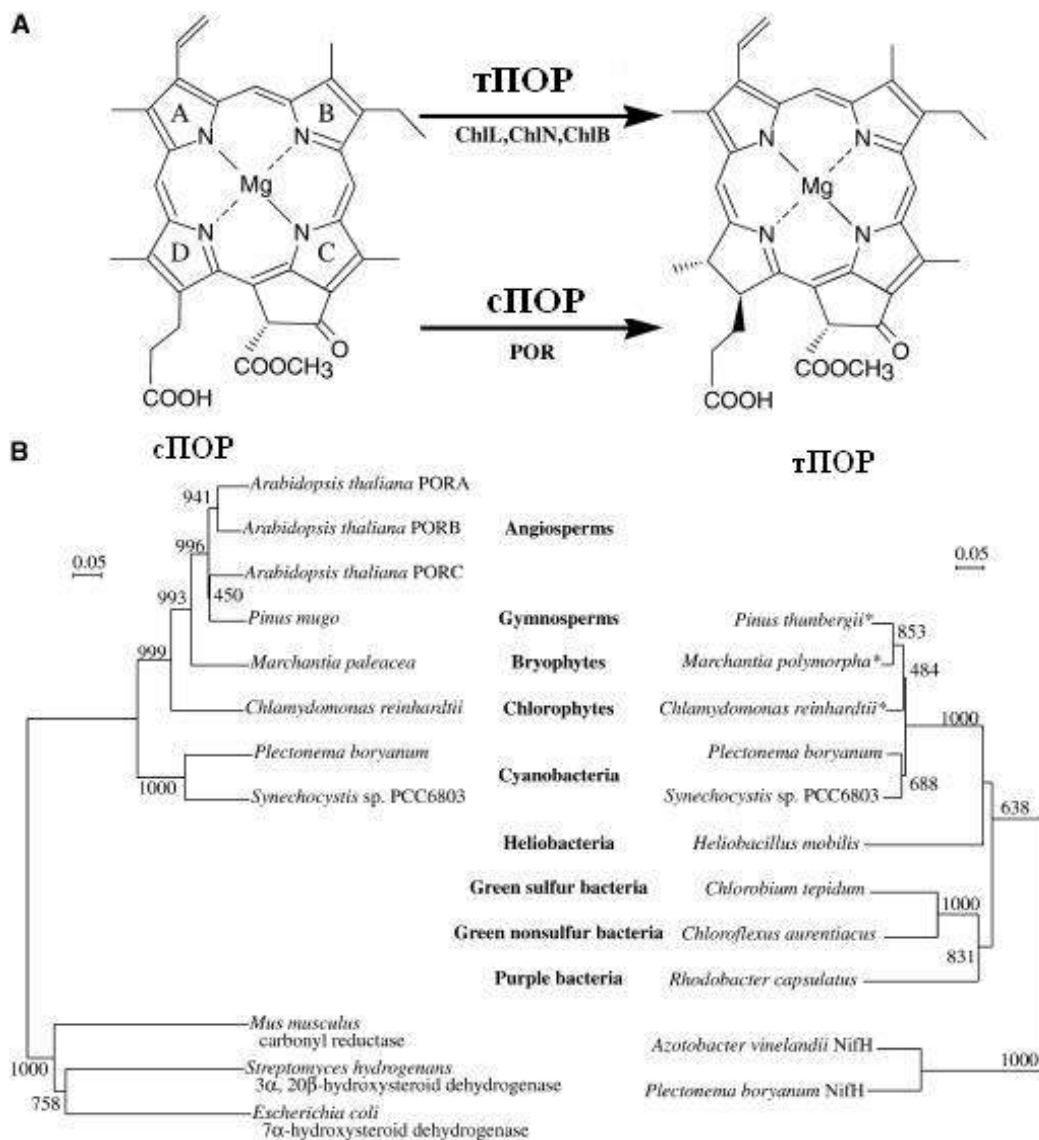 A
A
B
D
C
N
N
N
N
Mg
COOCH3
O
COOH
тПОР
ChlL,ChlN,ChlB
сПОР
POR
N
N
N
N
Mg
COOCH3
O
COOH
B
сПОР
тПОР
0.05
0.05
941
996
450
993
999
1000
1000
758
Arabidopsis thaliana PORA
Arabidopsis thaliana PORB
Arabidopsis thaliana PORC
Pinus mugo
Marchantia paleacea
Chlamydomonas reinhardtii
Plectonema boryanum
Synechocystis sp. PCC6803
Mus musculus
carbonyl reductase
Streptomyces hydrogenans
3α, 20β-hydroxysteroid dehydrogenase
Escherichia coli
7α-hydroxysteroid dehydrogenase
Angiosperms
Gymnosperms
Bryophytes
Chlorophytes
Cyanobacteria
Heliobacteria
Green sulfur bacteria
Green nonsulfur bacteria
Purple bacteria
Pinus thunbergii*
Marchantia polymorpha*
Chlamydomonas reinhardtii*
Plectonema boryanum
Synechocystis sp. PCC6803
Heliobacillus mobilis
Chlorobium tepidum
Chloroflexus aurentiacus
Rhodobacter capsulatus
Azotobacter vinelandii NifH
Plectonema boryanum NifH
853
484
1000
688
638
1000
831
1000